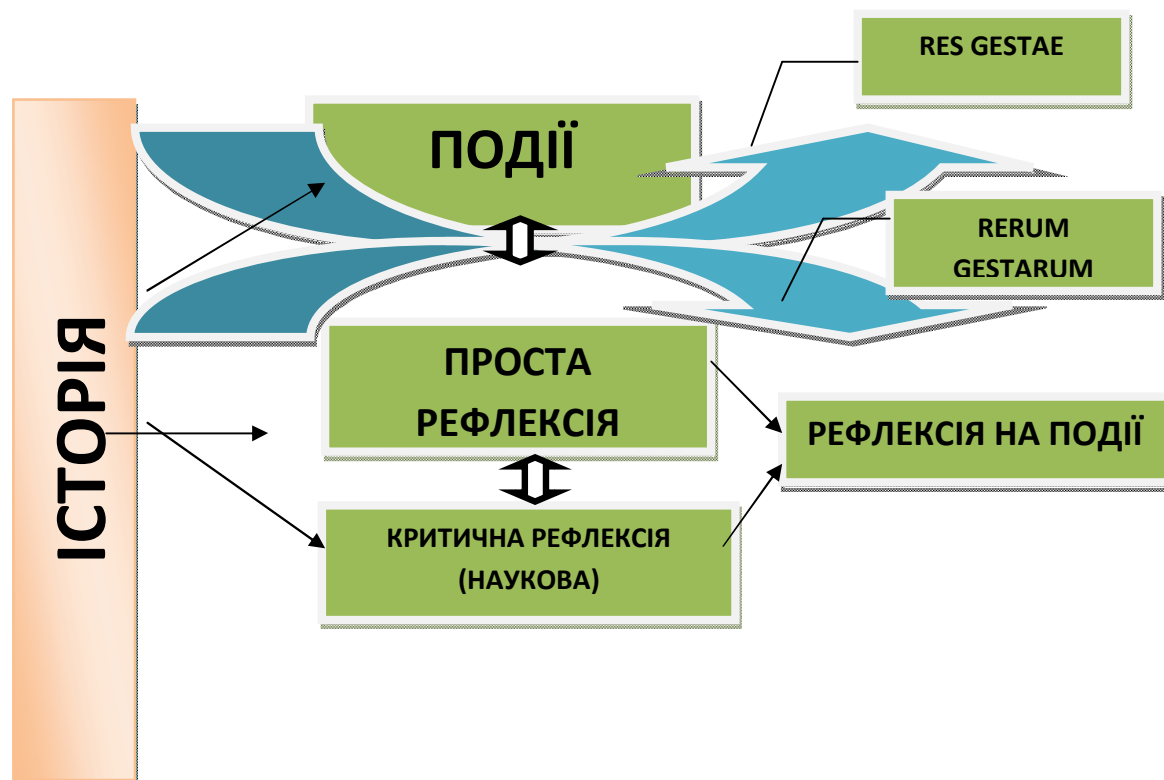 RES GESTAE
ПОДІЇ
RERUM
GESTARUM
ІСТОРІЯ
ПРОСТА
РЕФЛЕКСІЯ
РЕФЛЕКСІЯ НА ПОДІЇ
КРИТИЧНА РЕФЛЕКСІЯ
(НАУКОВА)